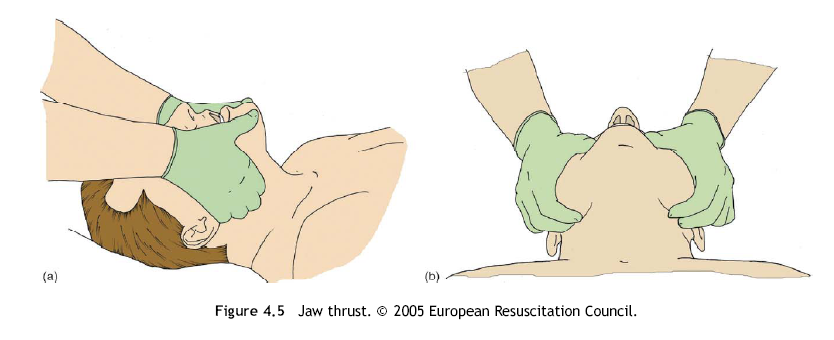 (a)
(b)
Figure 4.5 Jaw thrust. © 2005 European Resuscitation Council.